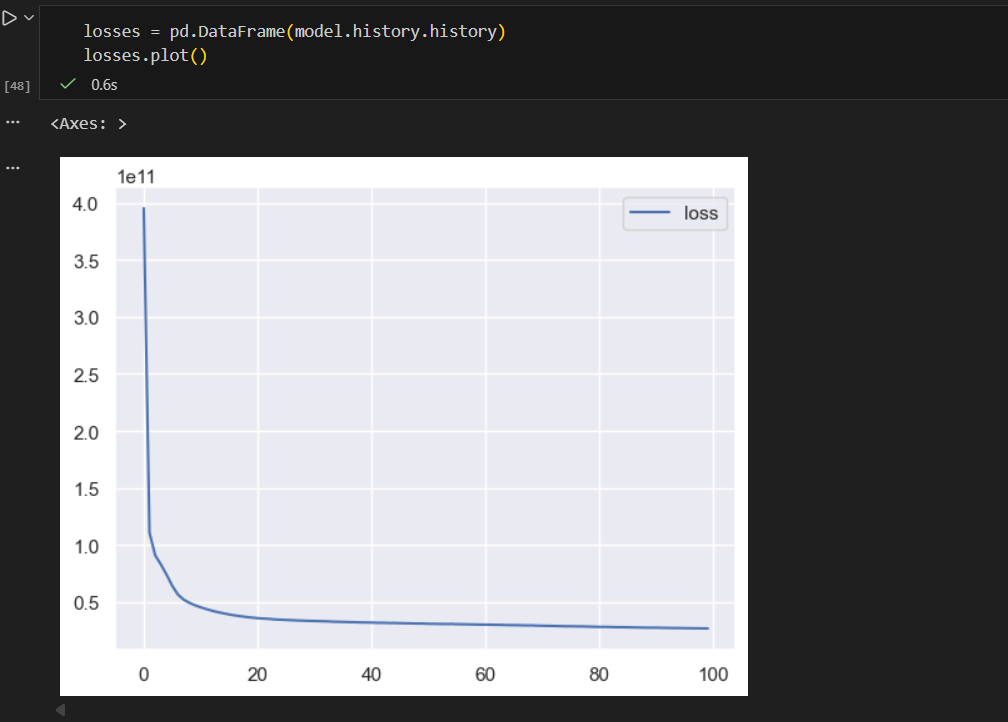 losses = pd.DataFrame(model.history.history)
losses.plot()
[48]
0.6s
<Axes: >
1e11
4.0
3.5
3.0
2.5
2.0
1.5
1.0
0.5
loss
0 20 40 60 80 100